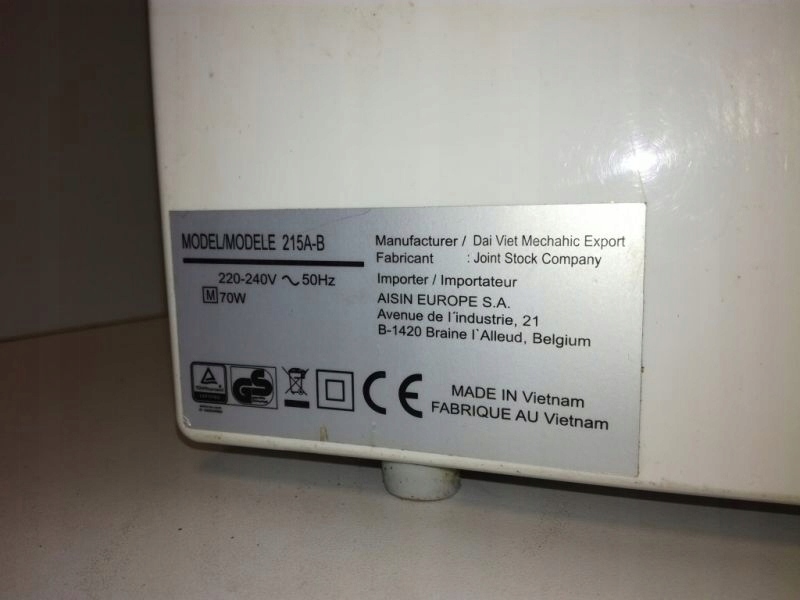 MODEL/MODELE 215A-B
220-240V ~ 50Hz
M 70W
Manufacturer / Dai Viet Mechahic Export
Fabricant : Joint Stock Company
Importer / Importateur
AISIN EUROPE S.A.
Avenue de l´industrie, 21
B-1420 Braine l`Alleud, Belgium
GS
CE
MADE IN Vietnam
FABRIQUE AU Vietnam